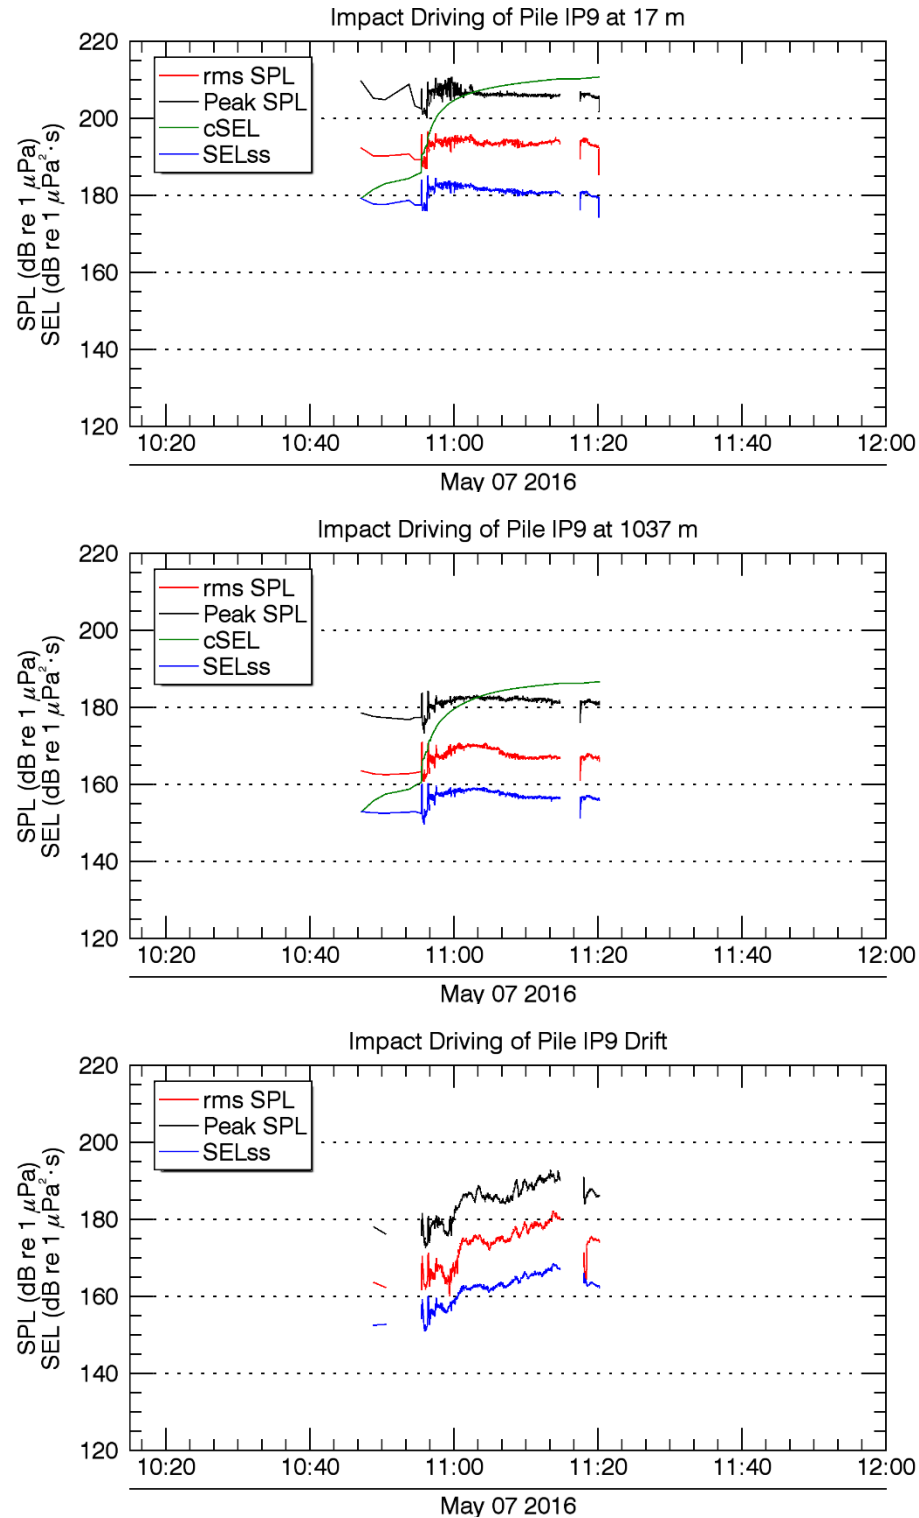 Impact Driving of Pile IP9 at 17 m
220
200
180
160
140
120
SPL (dB re 1 μPa)
SEL (dB re 1 μPa²·s)
rms SPL
Peak SPL
cSEL
SELss
10:20 10:40 11:00 11:20 11:40 12:00
May 07 2016
Impact Driving of Pile IP9 at 1037 m
220
200
180
160
140
120
SPL (dB re 1 μPa)
SEL (dB re 1 μPa²·s)
rms SPL
Peak SPL
cSEL
SELss
10:20 10:40 11:00 11:20 11:40 12:00
May 07 2016
Impact Driving of Pile IP9 Drift
220
200
180
160
140
120
SPL (dB re 1 μPa)
SEL (dB re 1 μPa²·s)
rms SPL
Peak SPL
SELss
10:20 10:40 11:00 11:20 11:40 12:00
May 07 2016